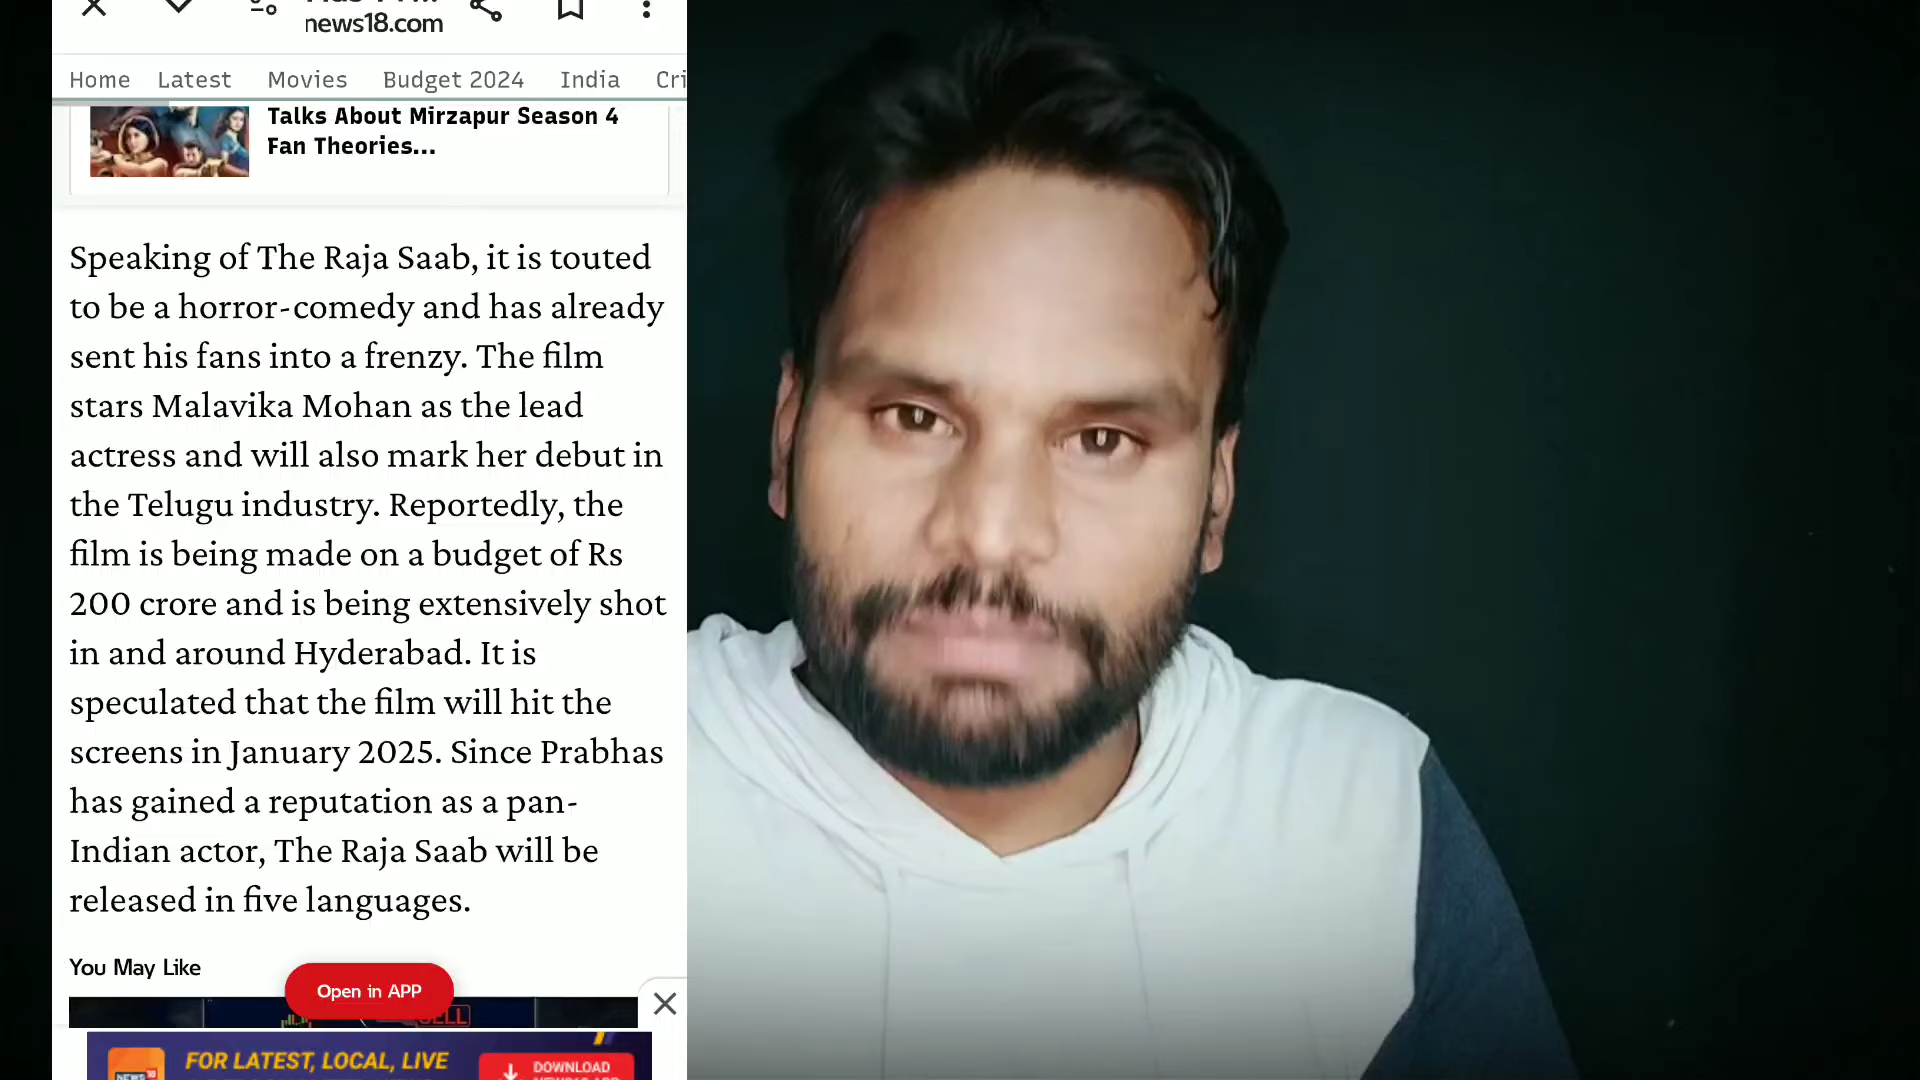 news18.com
Home Latest Movies Budget 2024 India Cri
Talks About Mirzapur Season 4
Fan Theories...
Speaking of The Raja Saab, it is touted
to be a horror-comedy and has already
sent his fans into a frenzy. The film
stars Malavika Mohan as the lead
actress and will also mark her debut in
the Telugu industry. Reportedly, the
film is being made on a budget of Rs
200 crore and is being extensively shot
in and around Hyderabad. It is
speculated that the film will hit the
screens in January 2025. Since Prabhas
has gained a reputation as a pan-
Indian actor, The Raja Saab will be
released in five languages.
You May Like
Open in APP
SELL
FOR LATEST, LOCAL, LIVE
DOWNLOAD
NEWS18 APP
NEWS 18